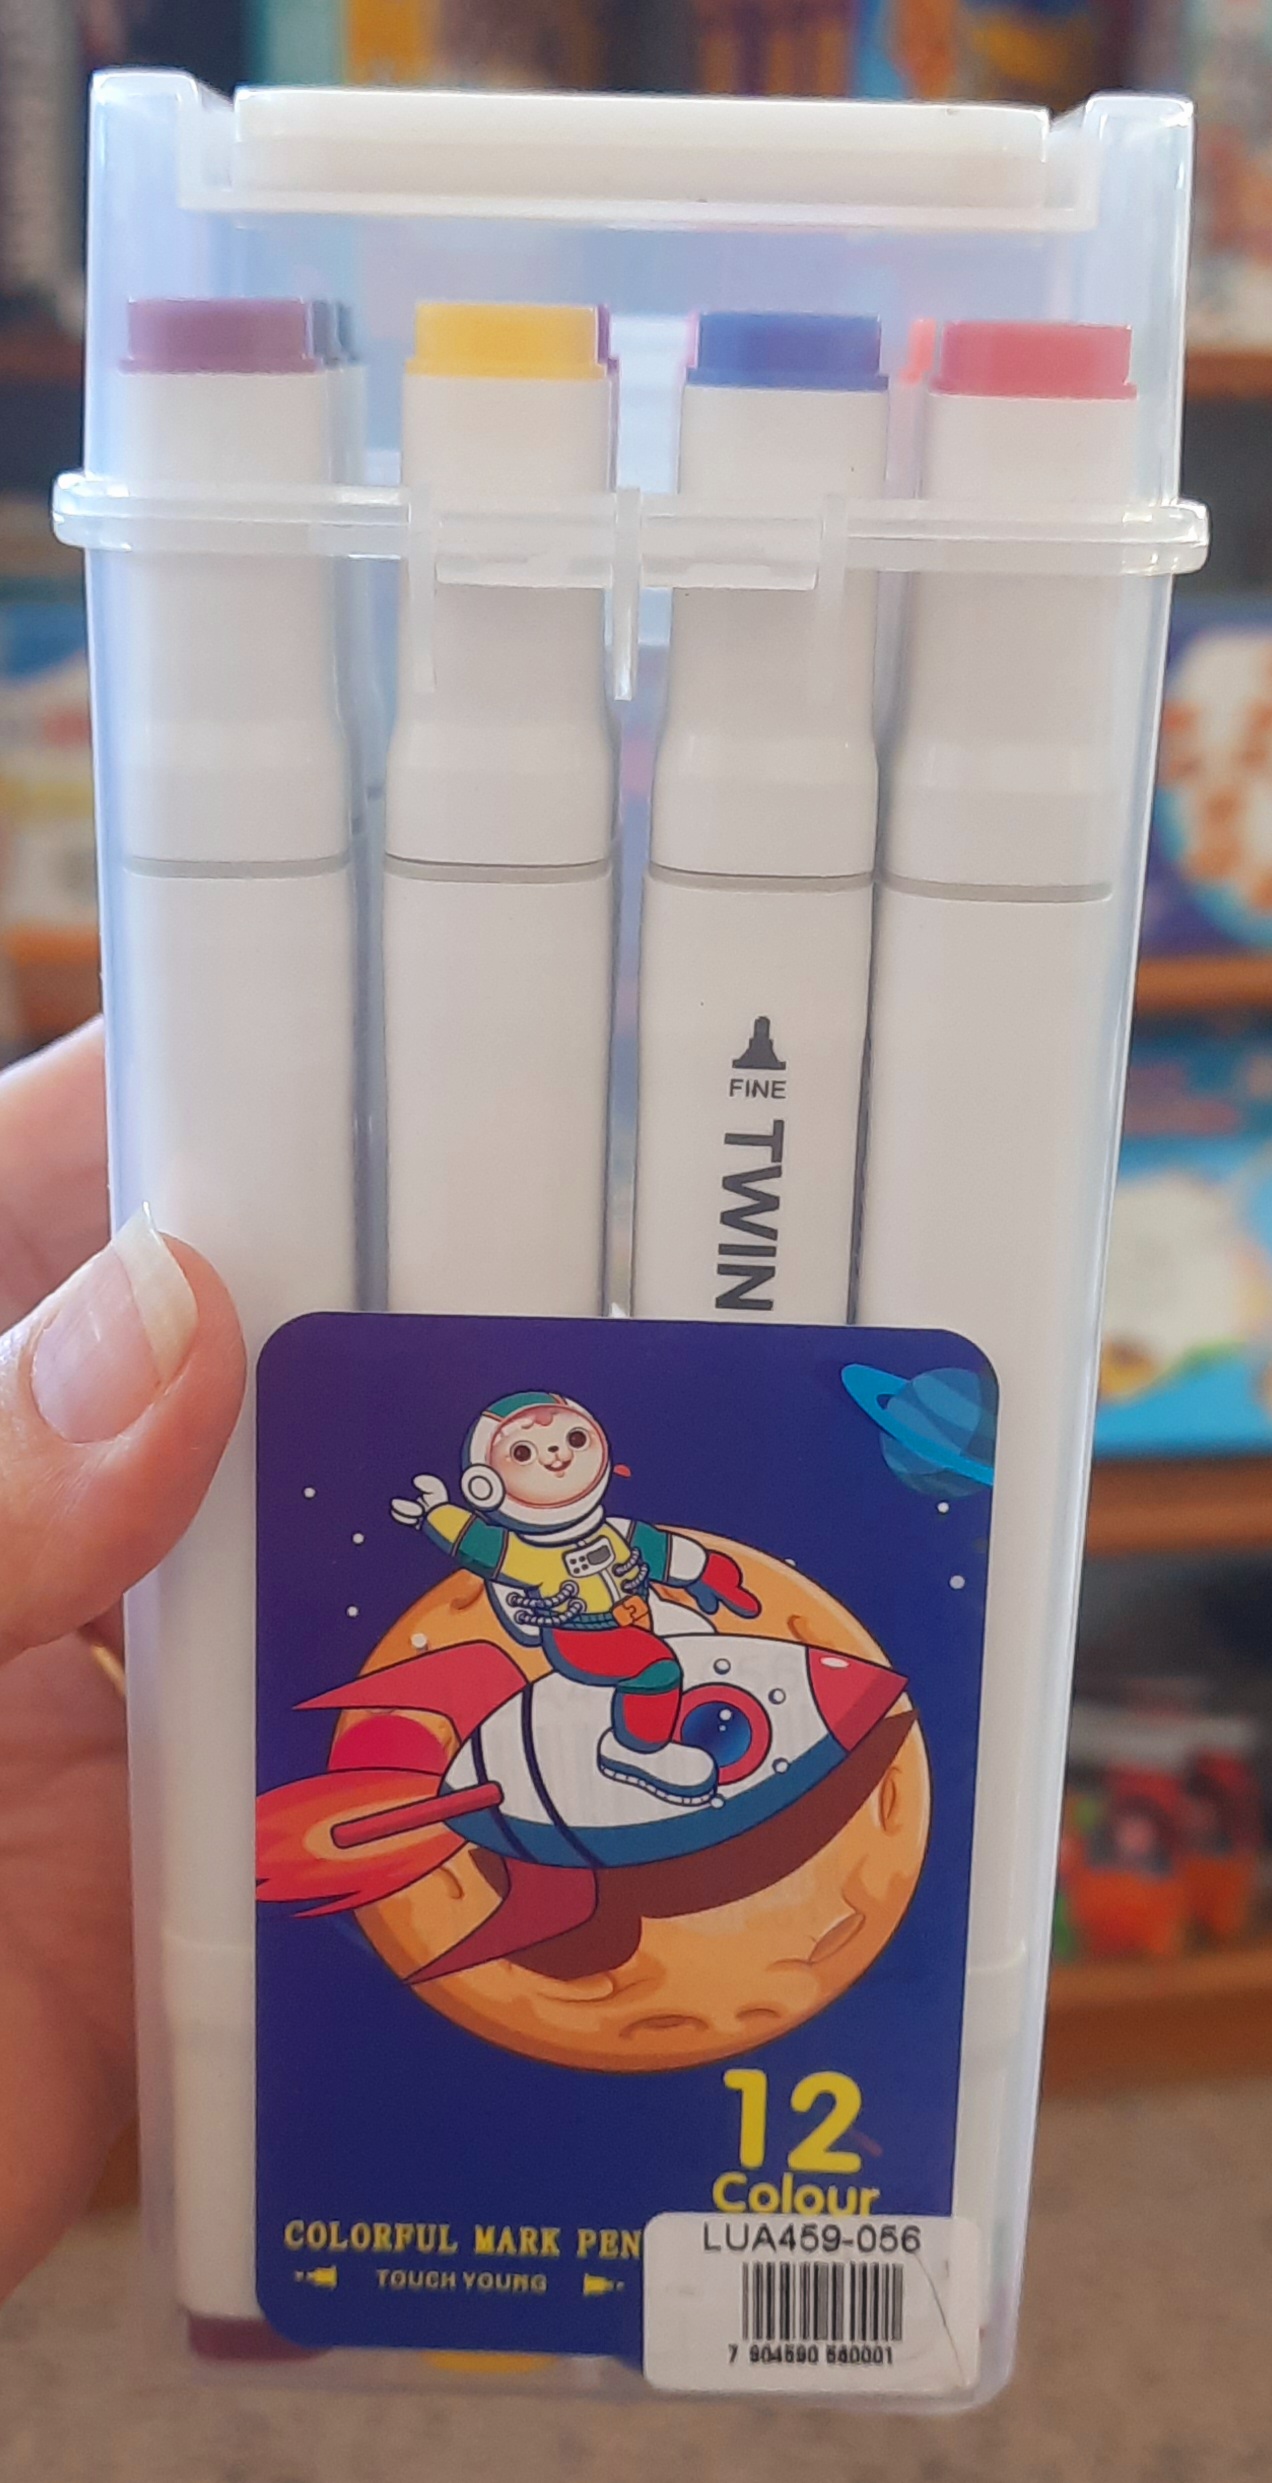 FINE
TWIN
12
Colour
COLORFUL MARK PEN
TOUCH YOUNG
LUA459-056
7 904590 560001